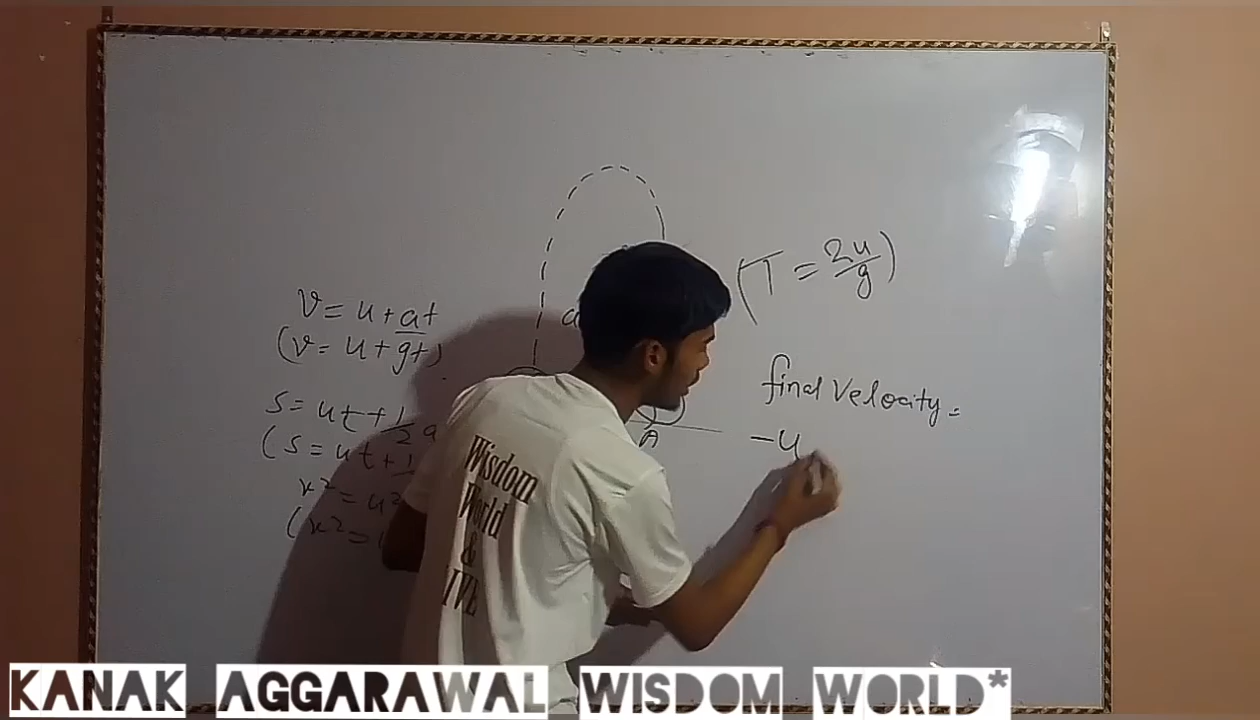 v = u + at
(v = u + gt)
s = ut + 1/2 a
(s = ut + 1
v² = u²
(v² =
a
A
(T = 2u/g)
final velocity =
-u
Wisdom
World
&
KANAK AGGARAWAL WISDOM WORLD*